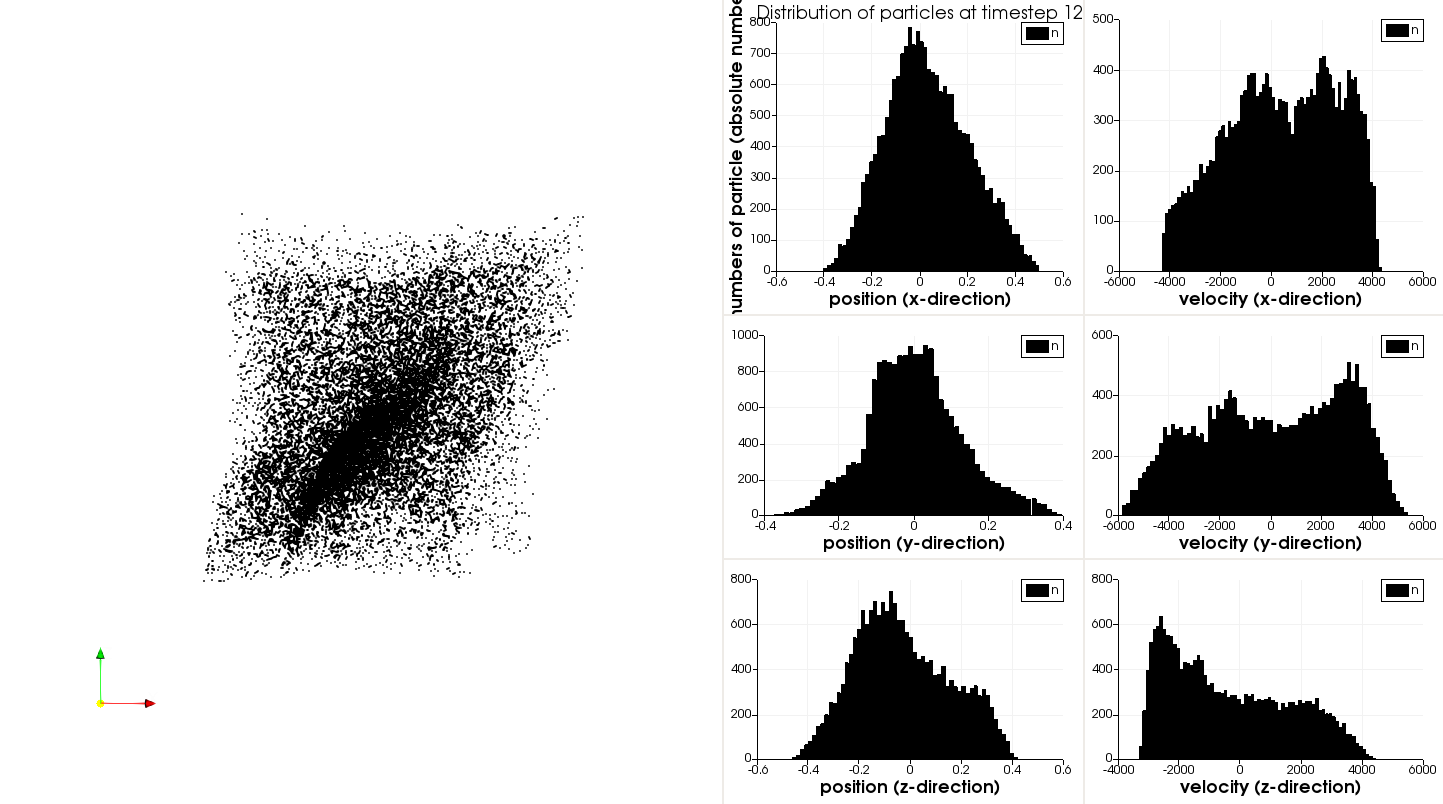 Distribution of particles at timestep 12
numbers of particle (absolute numbe
800
700
600
500
400
300
200
100
0
-0.6 -0.4 -0.2 0 0.2 0.4 0.6
position (x-direction)
n
500
400
300
200
100
0
-6000 -4000 -2000 0 2000 4000 6000
velocity (x-direction)
n
1000
800
600
400
200
0
-0.4 -0.2 0 0.2 0.4
position (y-direction)
n
600
400
200
0
-6000 -4000 -2000 0 2000 4000 6000
velocity (y-direction)
n
800
600
400
200
0
-0.6 -0.4 -0.2 0 0.2 0.4 0.6
position (z-direction)
n
800
600
400
200
0
-4000 -2000 0 2000 4000 6000
velocity (z-direction)
n